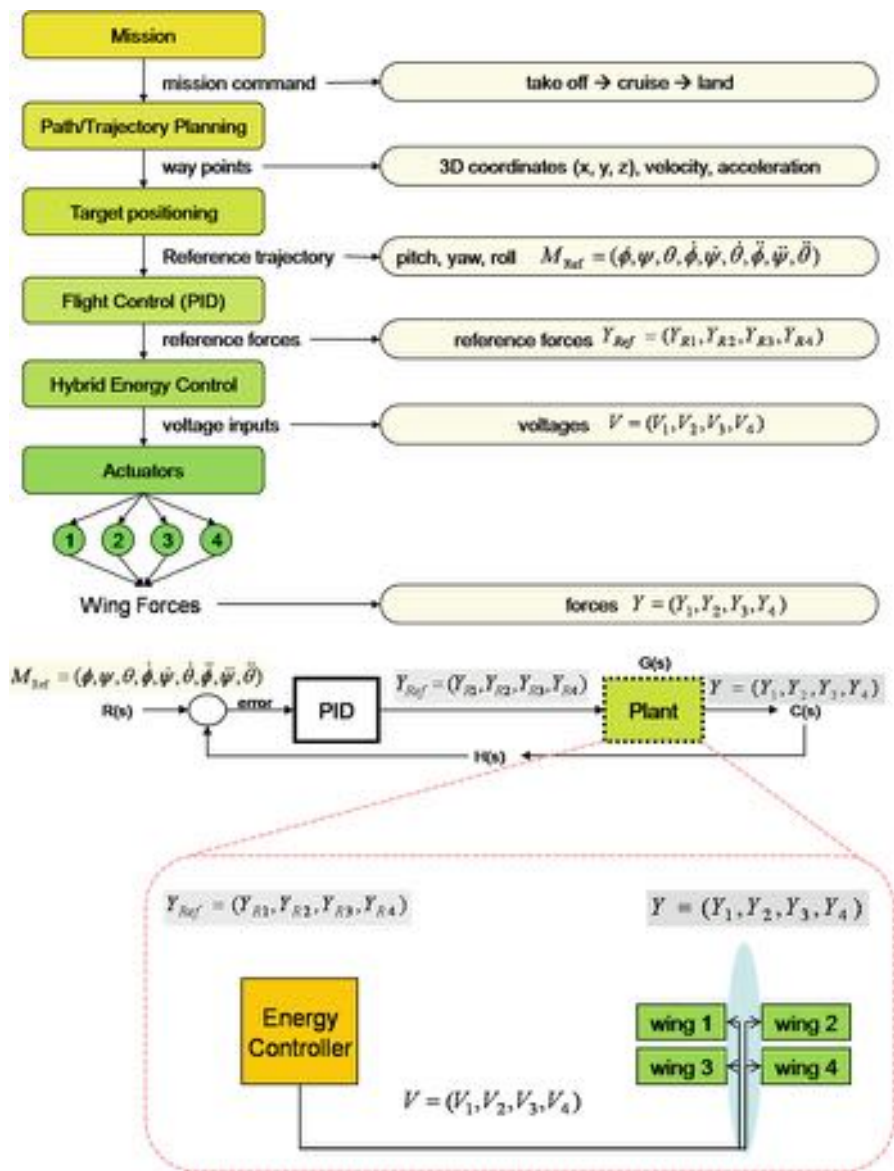 Mission
mission command
take off → cruise → land
Path/Trajectory Planning
way points
3D coordinates (x, y, z), velocity, acceleration
Target positioning
Reference trajectory
pitch, yaw, roll M_Ref = (ϕ, ψ, θ, ϕ̇, ψ̇, θ̇, ϕ̈, ψ̈, θ̈)
Flight Control (PID)
reference forces
reference forces Y_Ref = (Y_R1, Y_R2, Y_R3, Y_R4)
Hybrid Energy Control
voltage inputs
voltages V = (V_1, V_2, V_3, V_4)
Actuators
1 2 3 4
Wing Forces
forces Y = (Y_1, Y_2, Y_3, Y_4)
M_Ref = (ϕ, ψ, θ, ϕ̇, ψ̇, θ̇, ϕ̈, ψ̈, θ̈)
Y_Ref = (Y_R1, Y_R2, Y_R3, Y_R4)
G(s)
Y = (Y_1, Y_2, Y_3, Y_4)
R(s)
error
PID
Plant
C(s)
H(s)
Y_Ref = (Y_R1, Y_R2, Y_R3, Y_R4)
Y = (Y_1, Y_2, Y_3, Y_4)
Energy
Controller
wing 1 wing 2
wing 3 wing 4
V = (V_1, V_2, V_3, V_4)